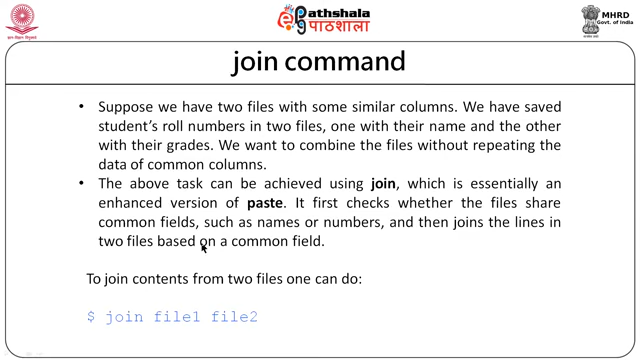 Pathshala
पाठशाला
MHRD
Govt. of India
join command
• Suppose we have two files with some similar columns. We have saved
student's roll numbers in two files, one with their name and the other
with their grades. We want to combine the files without repeating the
data of common columns.
• The above task can be achieved using join, which is essentially an
enhanced version of paste. It first checks whether the files share
common fields, such as names or numbers, and then joins the lines in
two files based on a common field.
To join contents from two files one can do:
$ join file1 file2